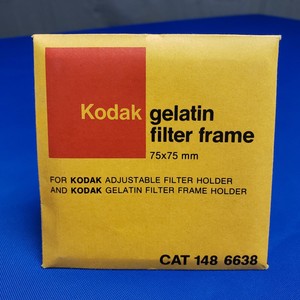 Kodak gelatin
filter frame
75x75 mm
FOR KODAK ADJUSTABLE FILTER HOLDER
AND KODAK GELATIN FILTER FRAME HOLDER
CAT 148 6638